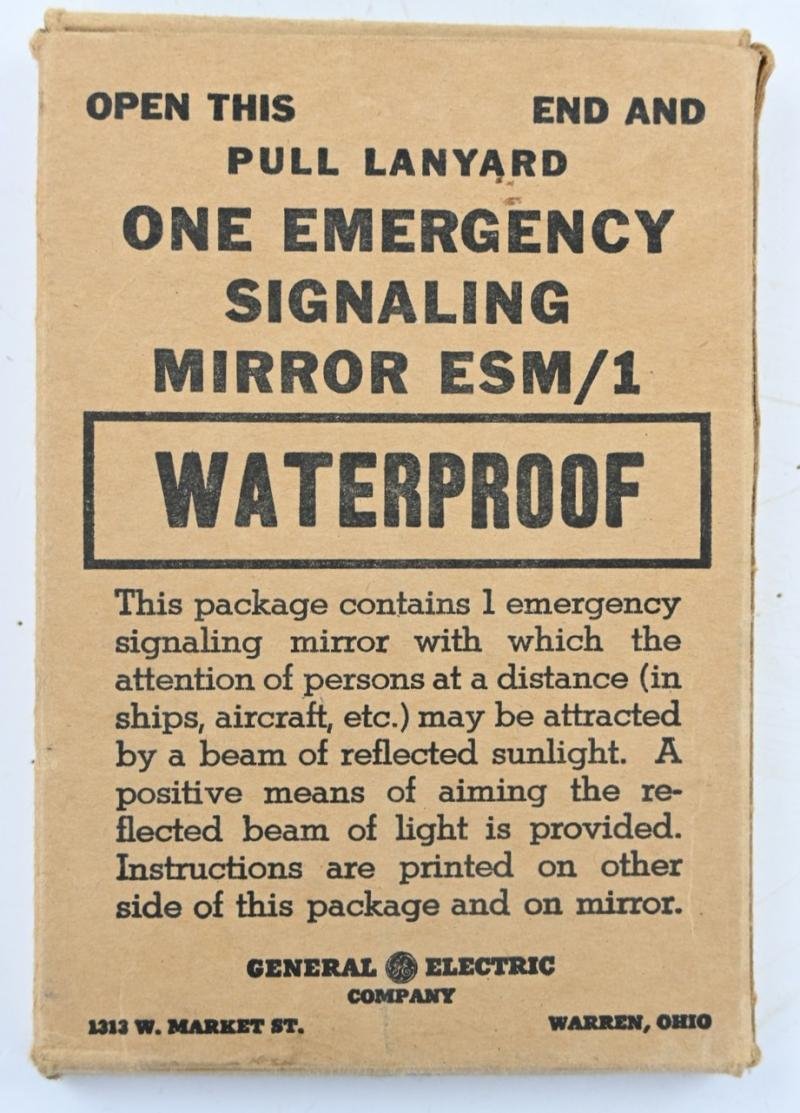 OPEN THIS END AND
PULL LANYARD
ONE EMERGENCY
SIGNALING
MIRROR ESM/1
WATERPROOF
This package contains 1 emergency
signaling mirror with which the
attention of persons at a distance (in
ships, aircraft, etc.) may be attracted
by a beam of reflected sunlight. A
positive means of aiming the re-
flected beam of light is provided.
Instructions are printed on other
side of this package and on mirror.
GENERAL GE ELECTRIC
COMPANY
1313 W. MARKET ST. WARREN, OHIO